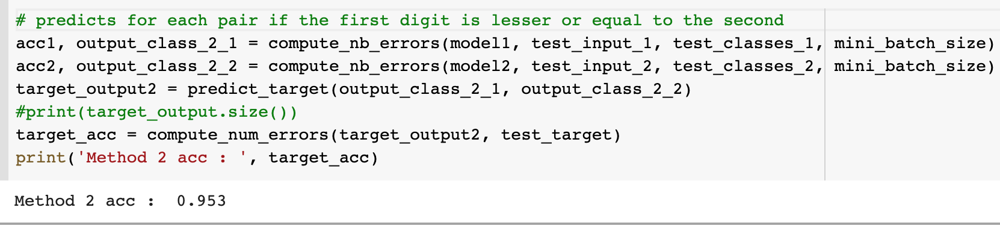 # predicts for each pair if the first digit is lesser or equal to the second
acc1, output_class_2_1 = compute_nb_errors(model1, test_input_1, test_classes_1, mini_batch_size)
acc2, output_class_2_2 = compute_nb_errors(model2, test_input_2, test_classes_2, mini_batch_size)
target_output2 = predict_target(output_class_2_1, output_class_2_2)
#print(target_output.size())
target_acc = compute_num_errors(target_output2, test_target)
print('Method 2 acc : ', target_acc)
Method 2 acc :  0.953